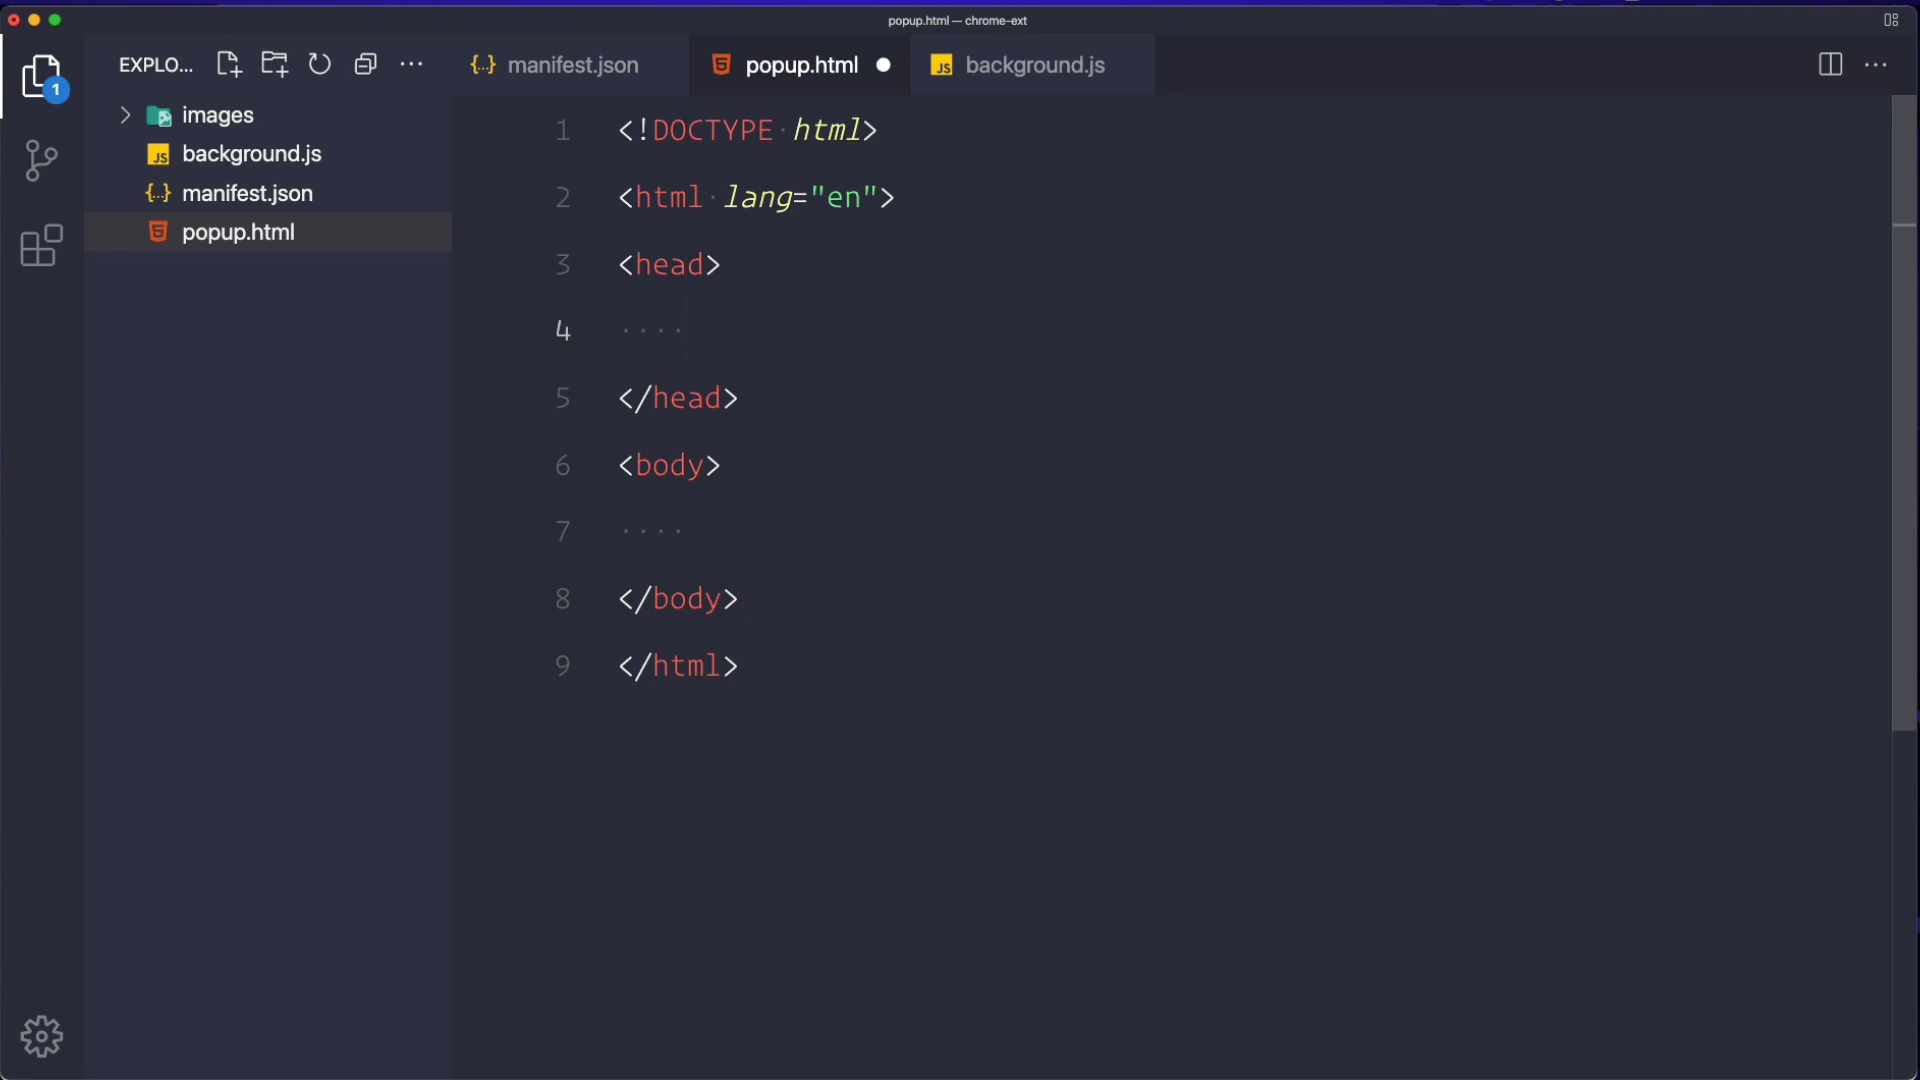 popup.html — chrome-ext
EXPLO...
manifest.json
popup.html
background.js
1
images
background.js
manifest.json
popup.html
1 <!DOCTYPE html>
2 <html lang="en">
3 <head>
4
5 </head>
6 <body>
7
8 </body>
9 </html>